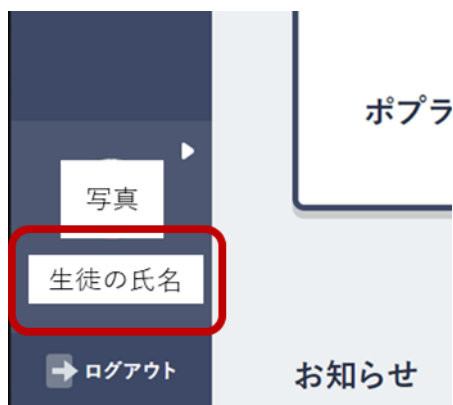 ポプラ
写真
生徒の氏名
ログアウト
お知らせ